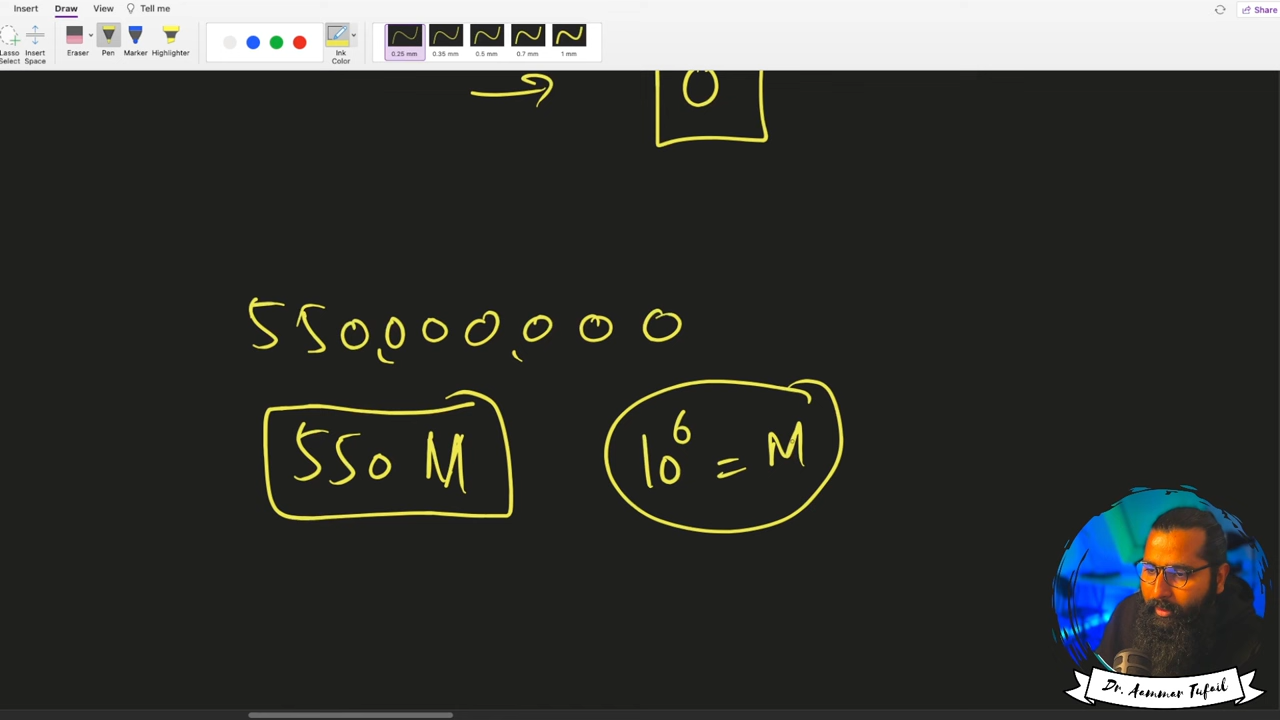 Insert Draw View Tell me
Share
Lasso Select
Insert Space
Eraser
Pen
Marker
Highlighter
Ink Color
0.25 mm
0.35 mm
0.5 mm
0.7 mm
1 mm
0
550,000,000
550 M
10⁶ = M
Dr. Aammar Tufail